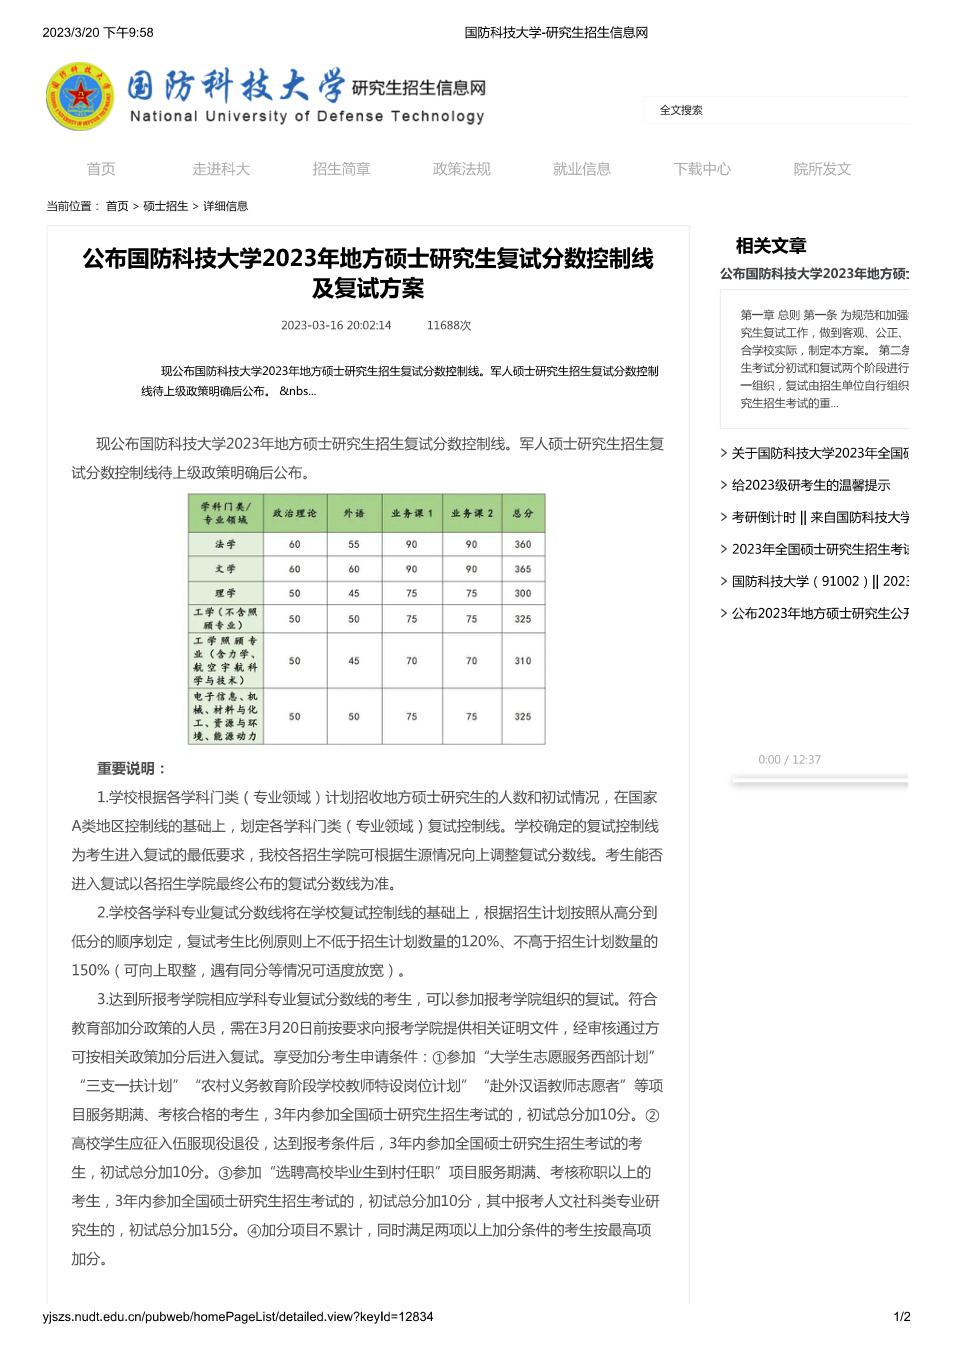 2023/3/20 下午9:58
国防科技大学-研究生招生信息网
国防科技大学 研究生招生信息网
National University of Defense Technology
全文搜索
首页 走进科大 招生简章 政策法规 就业信息 下载中心 院所发文
当前位置： 首页 > 硕士招生 > 详细信息
公布国防科技大学2023年地方硕士研究生复试分数控制线
及复试方案
2023-03-16 20:02:14 11688次
现公布国防科技大学2023年地方硕士研究生招生复试分数控制线。军人硕士研究生招生复试分数控制
线待上级政策明确后公布。 &nbs...
现公布国防科技大学2023年地方硕士研究生招生复试分数控制线。军人硕士研究生招生复
试分数控制线待上级政策明确后公布。
学科门类/
专业领域 政治理论 外语 业务课1 业务课2 总分
法学 60 55 90 90 360
文学 60 60 90 90 365
理学 50 45 75 75 300
工学（不含照
顾专业） 50 50 75 75 325
工学照顾专
业（含力学、
航空宇航科
学与技术） 50 45 70 70 310
电子信息、机
械、材料与化
工、资源与环
境、能源动力 50 50 75 75 325
重要说明：
1.学校根据各学科门类（专业领域）计划招收地方硕士研究生的人数和初试情况，在国家
A类地区控制线的基础上，划定各学科门类（专业领域）复试控制线。学校确定的复试控制线
为考生进入复试的最低要求，我校各招生学院可根据生源情况向上调整复试分数线。考生能否
进入复试以各招生学院最终公布的复试分数线为准。
2.学校各学科专业复试分数线将在学校复试控制线的基础上，根据招生计划按照从高分到
低分的顺序划定，复试考生比例原则上不低于招生计划数量的120%、不高于招生计划数量的
150%（可向上取整，遇有同分等情况可适度放宽）。
3.达到所报考学院相应学科专业复试分数线的考生，可以参加报考学院组织的复试。符合
教育部加分政策的人员，需在3月20日前按要求向报考学院提供相关证明文件，经审核通过方
可按相关政策加分后进入复试。享受加分考生申请条件：①参加“大学生志愿服务西部计划”
“三支一扶计划”“农村义务教育阶段学校教师特设岗位计划”“赴外汉语教师志愿者”等项
目服务期满、考核合格的考生，3年内参加全国硕士研究生招生考试的，初试总分加10分。②
高校学生应征入伍服现役退役，达到报考条件后，3年内参加全国硕士研究生招生考试的考
生，初试总分加10分。③参加“选聘高校毕业生到村任职”项目服务期满、考核称职以上的
考生，3年内参加全国硕士研究生招生考试的，初试总分加10分，其中报考人文社科类专业研
究生的，初试总分加15分。④加分项目不累计，同时满足两项以上加分条件的考生按最高项
加分。
相关文章
公布国防科技大学2023年地方硕
第一章 总则 第一条 为规范和加强
究生复试工作，做到客观、公正、
合学校实际，制定本方案。 第二条
生考试分初试和复试两个阶段进行
一组织，复试由招生单位自行组织
究生招生考试的重...
> 关于国防科技大学2023年全国
> 给2023级研考生的温馨提示
> 考研倒计时 || 来自国防科技大学
> 2023年全国硕士研究生招生考试
> 国防科技大学（91002）|| 2023
> 公布2023年地方硕士研究生公开
0:00 / 12:37
yjszs.nudt.edu.cn/pubweb/homePageList/detailed.view?keyId=12834
1/2